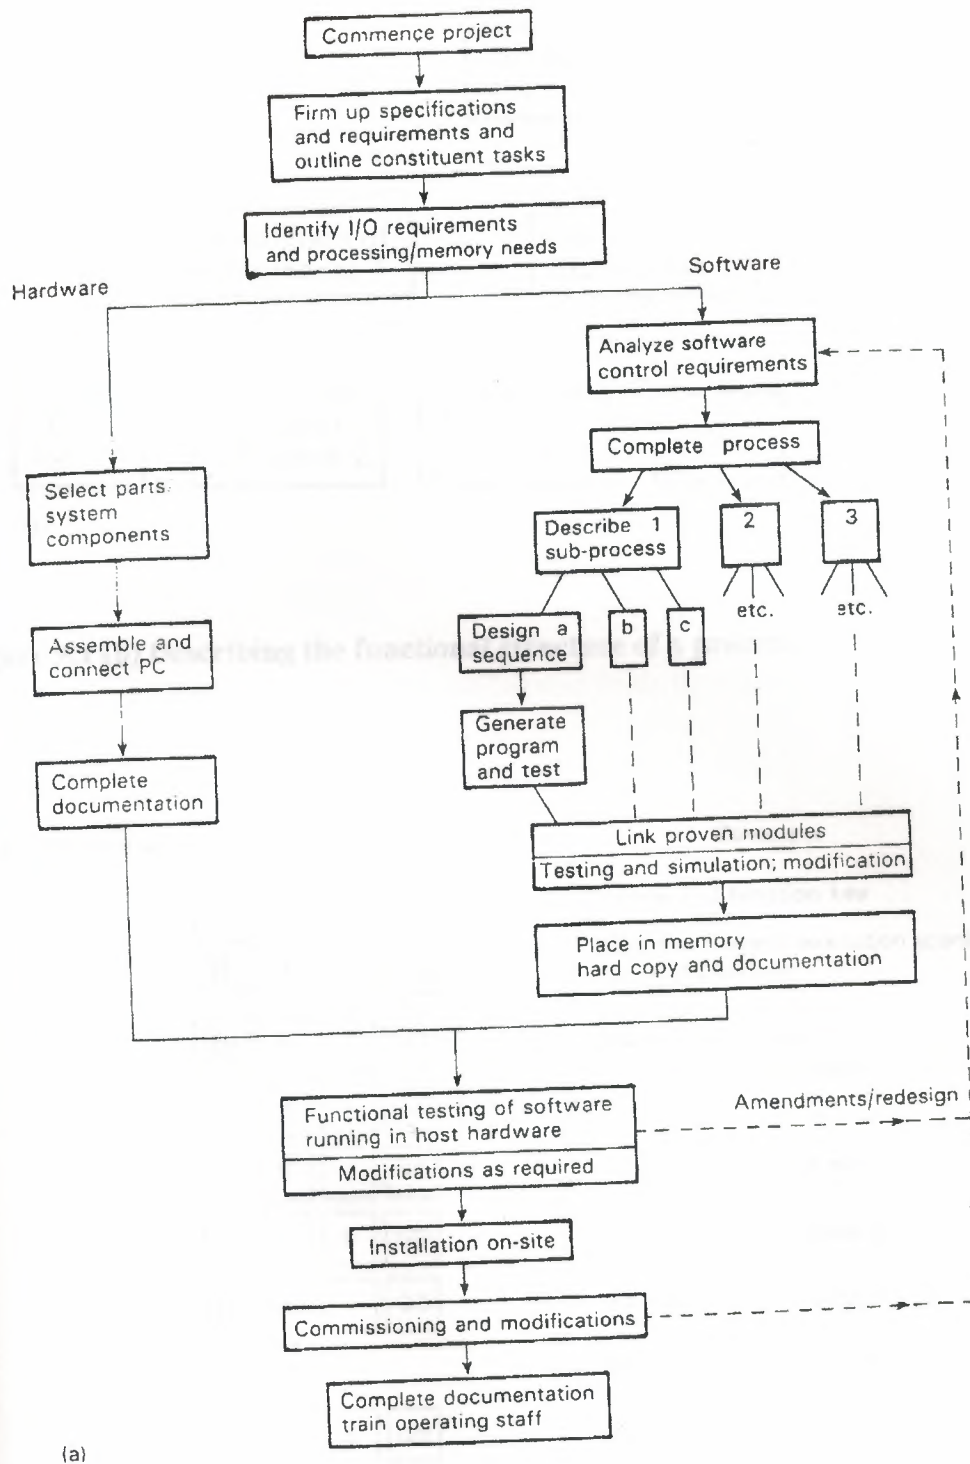 Commence project
Firm up specifications
and requirements and
outline constituent tasks
Identify I/O requirements
and processing/memory needs
Hardware
Software
Analyze software
control requirements
Complete process
Select parts
system
components
Describe 1
sub-process
2
3
etc.
etc.
Assemble and
connect PC
Design a
sequence
b
c
Generate
program
and test
Complete
documentation
Link proven modules
Testing and simulation; modification
Place in memory
hard copy and documentation
Functional testing of software
running in host hardware
Modifications as required
Amendments/redesign
Installation on-site
Commissioning and modifications
Complete documentation
train operating staff
(a)